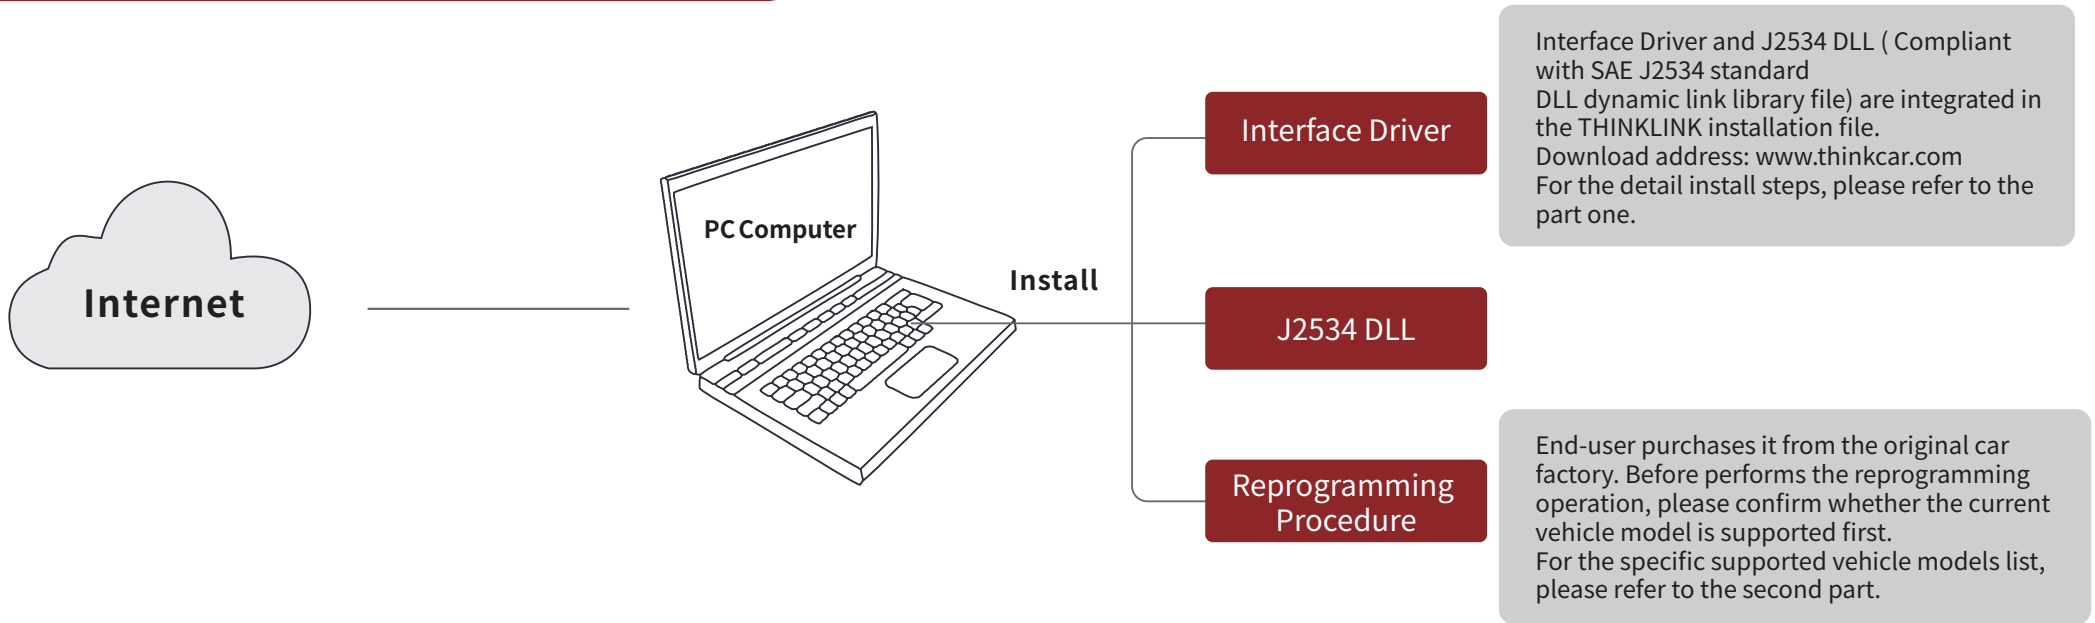 Internet
PC Computer
Install
Interface Driver
Interface Driver and J2534 DLL ( Compliant
with SAE J2534 standard
DLL dynamic link library file) are integrated in
the THINKLINK installation file.
Download address: www.thinkcar.com
For the detail install steps, please refer to the
part one.
J2534 DLL
Reprogramming
Procedure
End-user purchases it from the original car
factory. Before performs the reprogramming
operation, please confirm whether the current
vehicle model is supported first.
For the specific supported vehicle models list,
please refer to the second part.